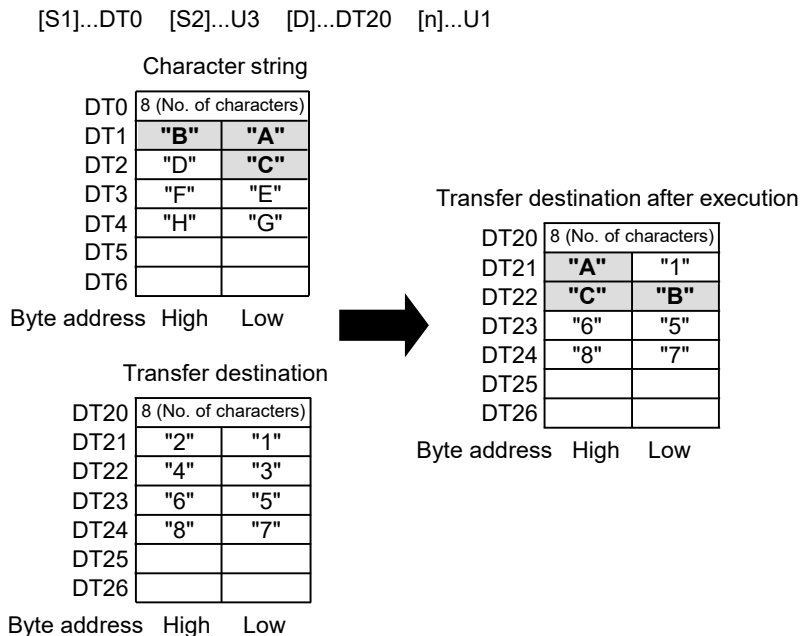 [S1]...DT0 [S2]...U3 [D]...DT20 [n]...U1
Character string
DT0 8 (No. of characters)
DT1 "B" "A"
DT2 "D" "C"
DT3 "F" "E"
DT4 "H" "G"
DT5
DT6
Byte address High Low
Transfer destination
DT20 8 (No. of characters)
DT21 "2" "1"
DT22 "4" "3"
DT23 "6" "5"
DT24 "8" "7"
DT25
DT26
Byte address High Low
Transfer destination after execution
DT20 8 (No. of characters)
DT21 "A" "1"
DT22 "C" "B"
DT23 "6" "5"
DT24 "8" "7"
DT25
DT26
Byte address High Low